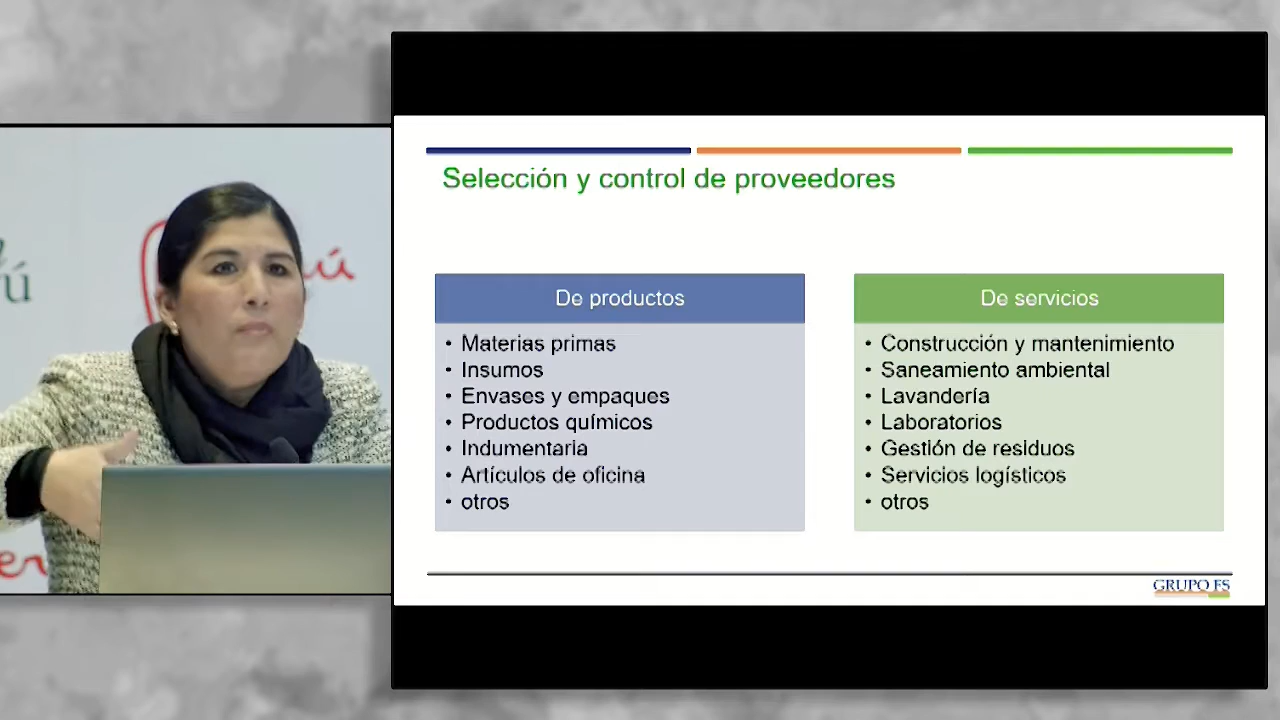 ú
ú
er
Selección y control de proveedores
De productos
• Materias primas
• Insumos
• Envases y empaques
• Productos químicos
• Indumentaria
• Artículos de oficina
• otros
De servicios
• Construcción y mantenimiento
• Saneamiento ambiental
• Lavandería
• Laboratorios
• Gestión de residuos
• Servicios logísticos
• otros
GRUPO FS